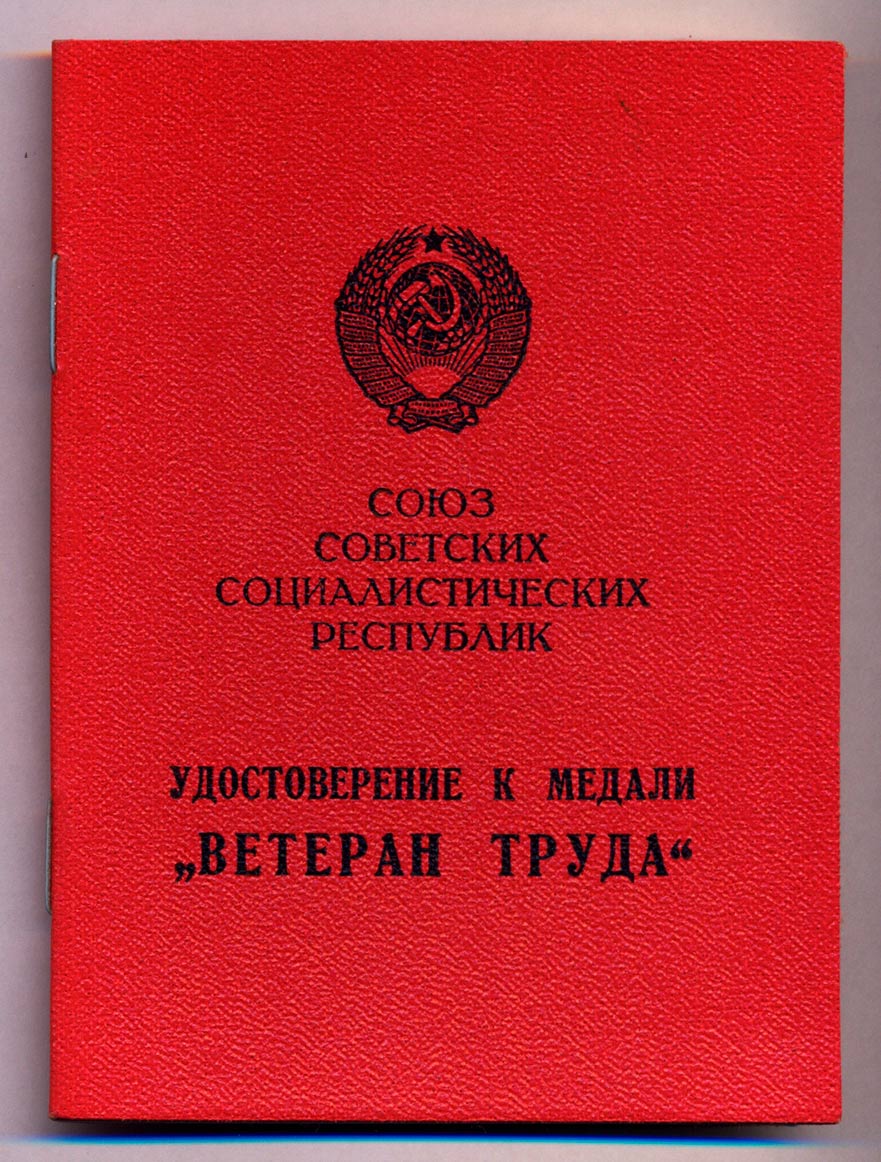 СОЮЗ
СОВЕТСКИХ
СОЦИАЛИСТИЧЕСКИХ
РЕСПУБЛИК
УДОСТОВЕРЕНИЕ К МЕДАЛИ
„ВЕТЕРАН ТРУДА“